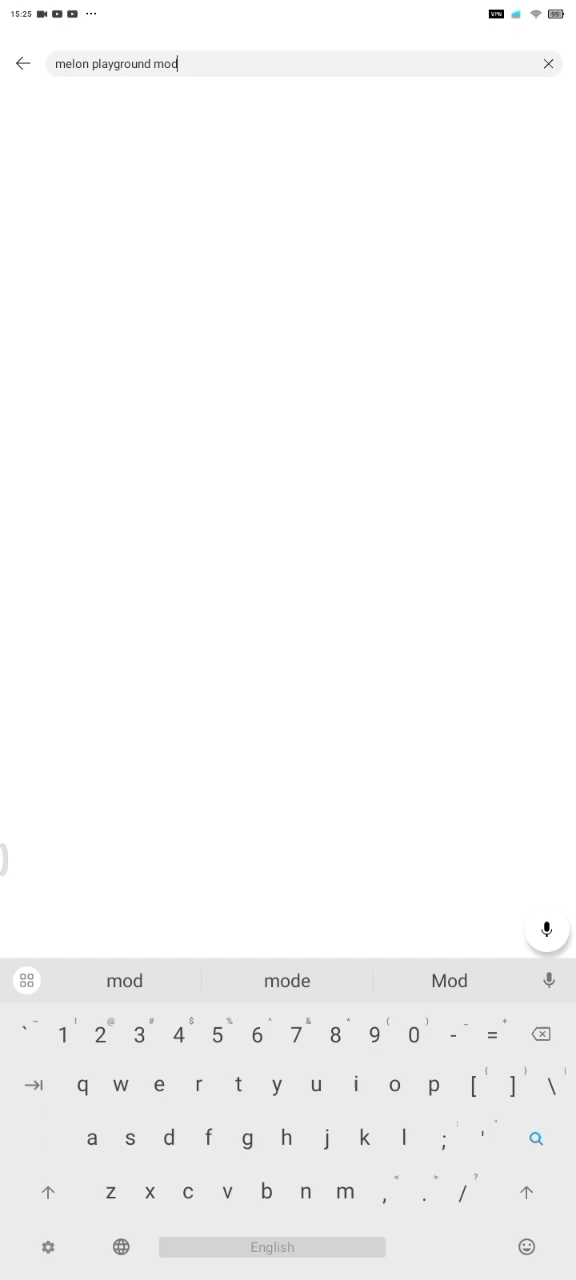 15:25 ··· VPN 99
melon playground mod
mod mode Mod
` ~ 1 ! 2 @ 3 # 4 $ 5 % 6 ^ 7 & 8 * 9 ( 0 ) - _ = +
q w e r t y u i o p [ { ] } \ |
a s d f g h j k l ; : ' "
z x c v b n m , < . > / ?
English